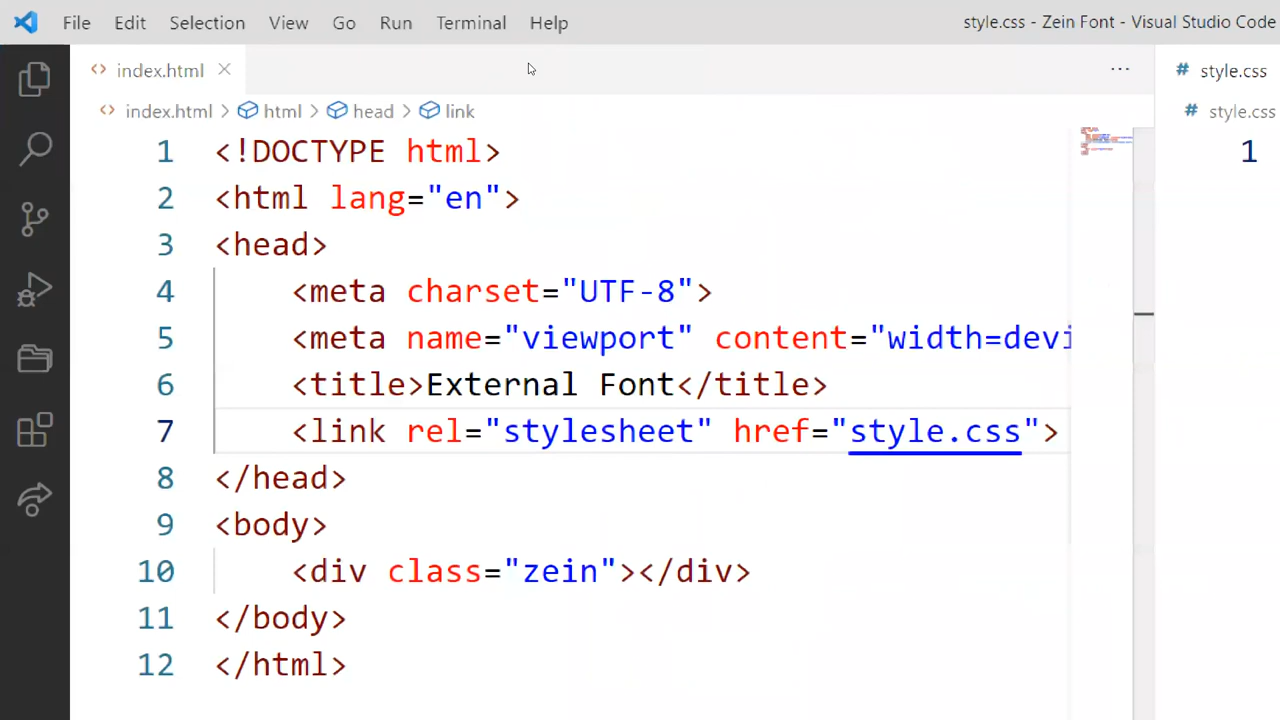 File Edit Selection View Go Run Terminal Help style.css - Zein Font - Visual Studio Code
index.html
index.html > html > head > link
1 <!DOCTYPE html>
2 <html lang="en">
3 <head>
4 <meta charset="UTF-8">
5 <meta name="viewport" content="width=devi
6 <title>External Font</title>
7 <link rel="stylesheet" href="style.css">
8 </head>
9 <body>
10 <div class="zein"></div>
11 </body>
12 </html>
# style.css
# style.css
1